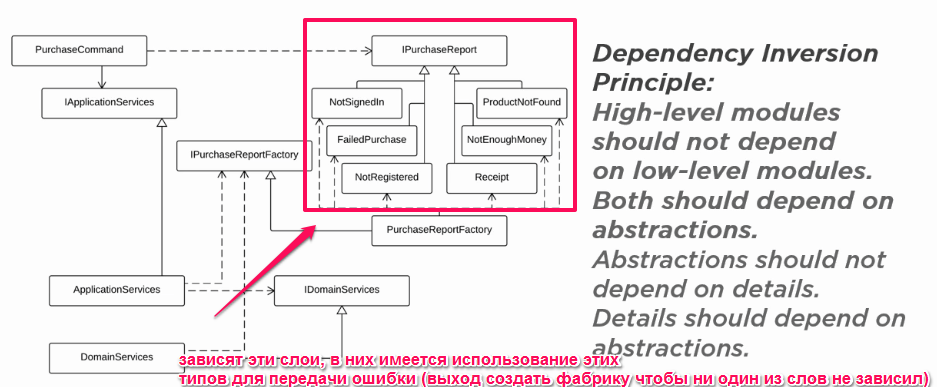 PurchaseCommand
IPurchaseReport
IApplicationServices
NotSignedIn
ProductNotFound
FailedPurchase
NotEnoughMoney
IPurchaseReportFactory
NotRegistered
Receipt
PurchaseReportFactory
ApplicationServices
IDomainServices
DomainServices
Dependency Inversion
Principle:
High-level modules
should not depend
on low-level modules.
Both should depend on
abstractions.
Abstractions should not
depend on details.
Details should depend on
abstractions.
зависят эти слои, в них имеется использование этих
типов для передачи ошибки (выход создать фабрику чтобы ни один из слов не зависил)